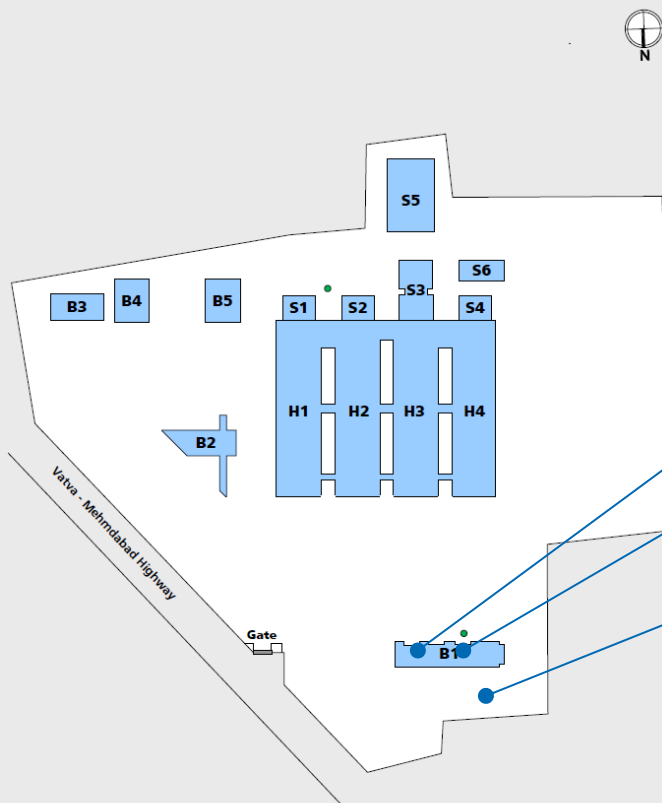 N
S5
S6
S3
B3
B4
B5
S1
S2
S4
H1
H2
H3
H4
B2
Vatva - Mehmdabad Highway
Gate
B1